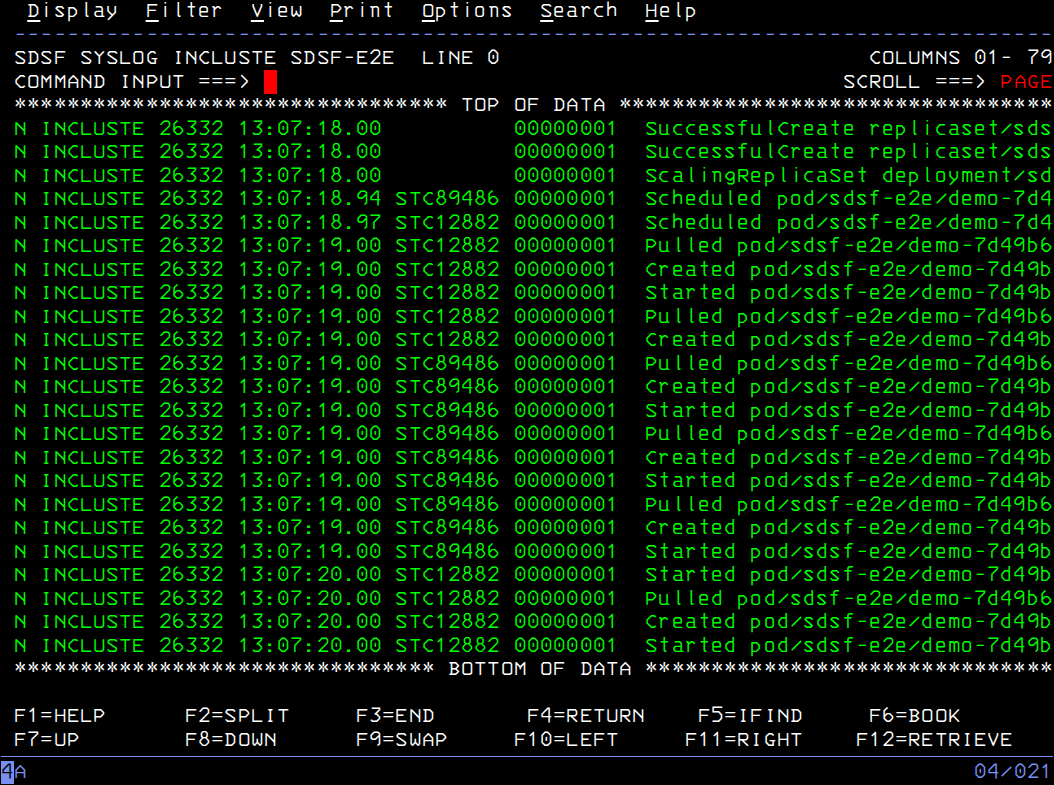 Display  Filter  View  Print  Options  Search  Help
--------------------------------------------------------------------------------
SDSF SYSLOG INCLUSTE SDSF-E2E  LINE 0                            COLUMNS 01- 79
COMMAND INPUT ===>                                             SCROLL ===> PAGE
********************************* TOP OF DATA *********************************
N INCLUSTE 26332 13:07:18.00          00000001  SuccessfulCreate replicaset/sds
N INCLUSTE 26332 13:07:18.00          00000001  SuccessfulCreate replicaset/sds
N INCLUSTE 26332 13:07:18.00          00000001  ScalingReplicaSet deployment/sd
N INCLUSTE 26332 13:07:18.94 STC89486 00000001  Scheduled pod/sdsf-e2e/demo-7d4
N INCLUSTE 26332 13:07:18.97 STC12882 00000001  Scheduled pod/sdsf-e2e/demo-7d4
N INCLUSTE 26332 13:07:19.00 STC12882 00000001  Pulled pod/sdsf-e2e/demo-7d49b6
N INCLUSTE 26332 13:07:19.00 STC12882 00000001  Created pod/sdsf-e2e/demo-7d49b
N INCLUSTE 26332 13:07:19.00 STC12882 00000001  Started pod/sdsf-e2e/demo-7d49b
N INCLUSTE 26332 13:07:19.00 STC12882 00000001  Pulled pod/sdsf-e2e/demo-7d49b6
N INCLUSTE 26332 13:07:19.00 STC12882 00000001  Created pod/sdsf-e2e/demo-7d49b
N INCLUSTE 26332 13:07:19.00 STC89486 00000001  Pulled pod/sdsf-e2e/demo-7d49b6
N INCLUSTE 26332 13:07:19.00 STC89486 00000001  Created pod/sdsf-e2e/demo-7d49b
N INCLUSTE 26332 13:07:19.00 STC89486 00000001  Started pod/sdsf-e2e/demo-7d49b
N INCLUSTE 26332 13:07:19.00 STC89486 00000001  Pulled pod/sdsf-e2e/demo-7d49b6
N INCLUSTE 26332 13:07:19.00 STC89486 00000001  Created pod/sdsf-e2e/demo-7d49b
N INCLUSTE 26332 13:07:19.00 STC89486 00000001  Started pod/sdsf-e2e/demo-7d49b
N INCLUSTE 26332 13:07:19.00 STC89486 00000001  Pulled pod/sdsf-e2e/demo-7d49b6
N INCLUSTE 26332 13:07:19.00 STC89486 00000001  Created pod/sdsf-e2e/demo-7d49b
N INCLUSTE 26332 13:07:19.00 STC89486 00000001  Started pod/sdsf-e2e/demo-7d49b
N INCLUSTE 26332 13:07:20.00 STC12882 00000001  Started pod/sdsf-e2e/demo-7d49b
N INCLUSTE 26332 13:07:20.00 STC12882 00000001  Pulled pod/sdsf-e2e/demo-7d49b6
N INCLUSTE 26332 13:07:20.00 STC12882 00000001  Created pod/sdsf-e2e/demo-7d49b
N INCLUSTE 26332 13:07:20.00 STC12882 00000001  Started pod/sdsf-e2e/demo-7d49b
******************************** BOTTOM OF DATA *******************************
F1=HELP      F2=SPLIT     F3=END       F4=RETURN    F5=IFIND     F6=BOOK
F7=UP        F8=DOWN      F9=SWAP     F10=LEFT     F11=RIGHT    F12=RETRIEVE
4A                                                                       04/021